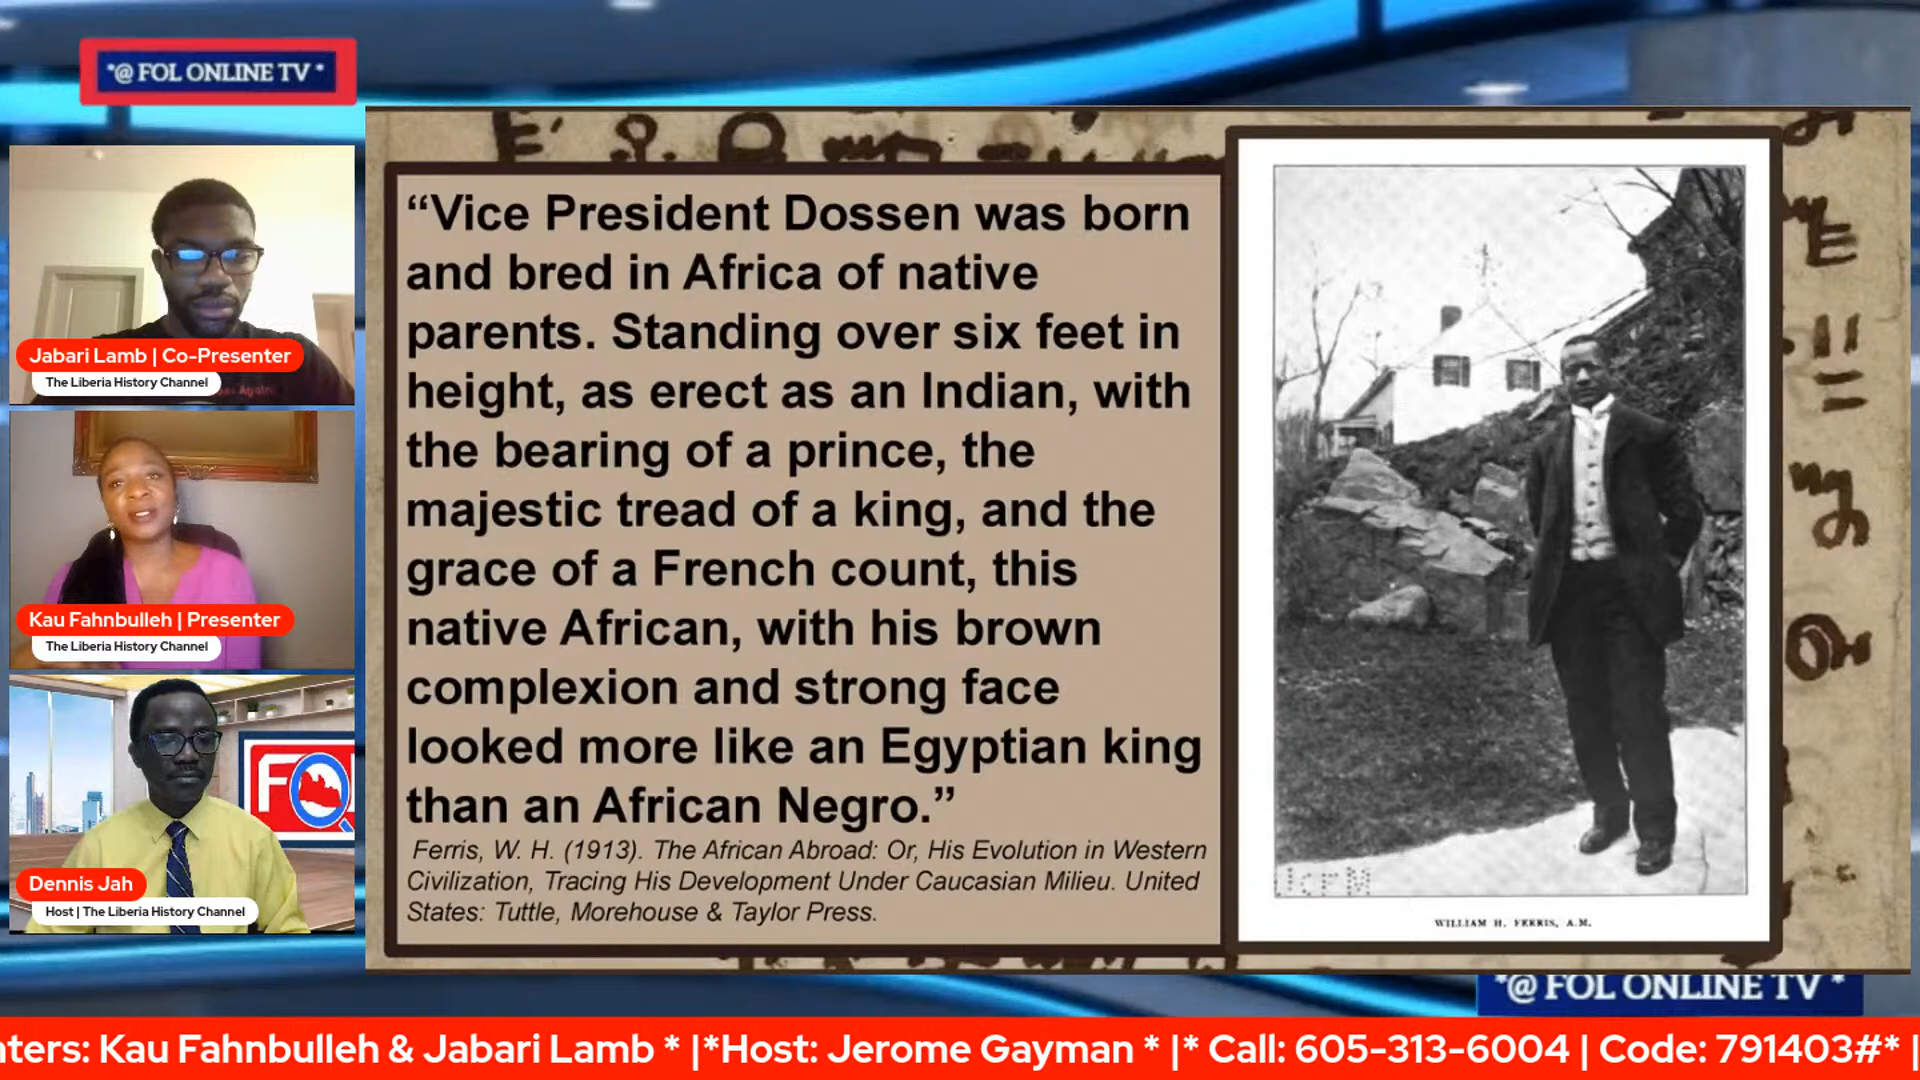 *@ FOL ONLINE TV *
Jabari Lamb | Co-Presenter
The Liberia History Channel
Kau Fahnbulleh | Presenter
The Liberia History Channel
Dennis Jah
Host | The Liberia History Channel
“Vice President Dossen was born
and bred in Africa of native
parents. Standing over six feet in
height, as erect as an Indian, with
the bearing of a prince, the
majestic tread of a king, and the
grace of a French count, this
native African, with his brown
complexion and strong face
looked more like an Egyptian king
than an African Negro.”
Ferris, W. H. (1913). The African Abroad: Or, His Evolution in Western
Civilization, Tracing His Development Under Caucasian Milieu. United
States: Tuttle, Morehouse & Taylor Press.
WILLIAM H. FERRIS, A.M.
*@ FOL ONLINE TV *
nters: Kau Fahnbulleh & Jabari Lamb * |*Host: Jerome Gayman * |* Call: 605-313-6004 | Code: 791403#* |